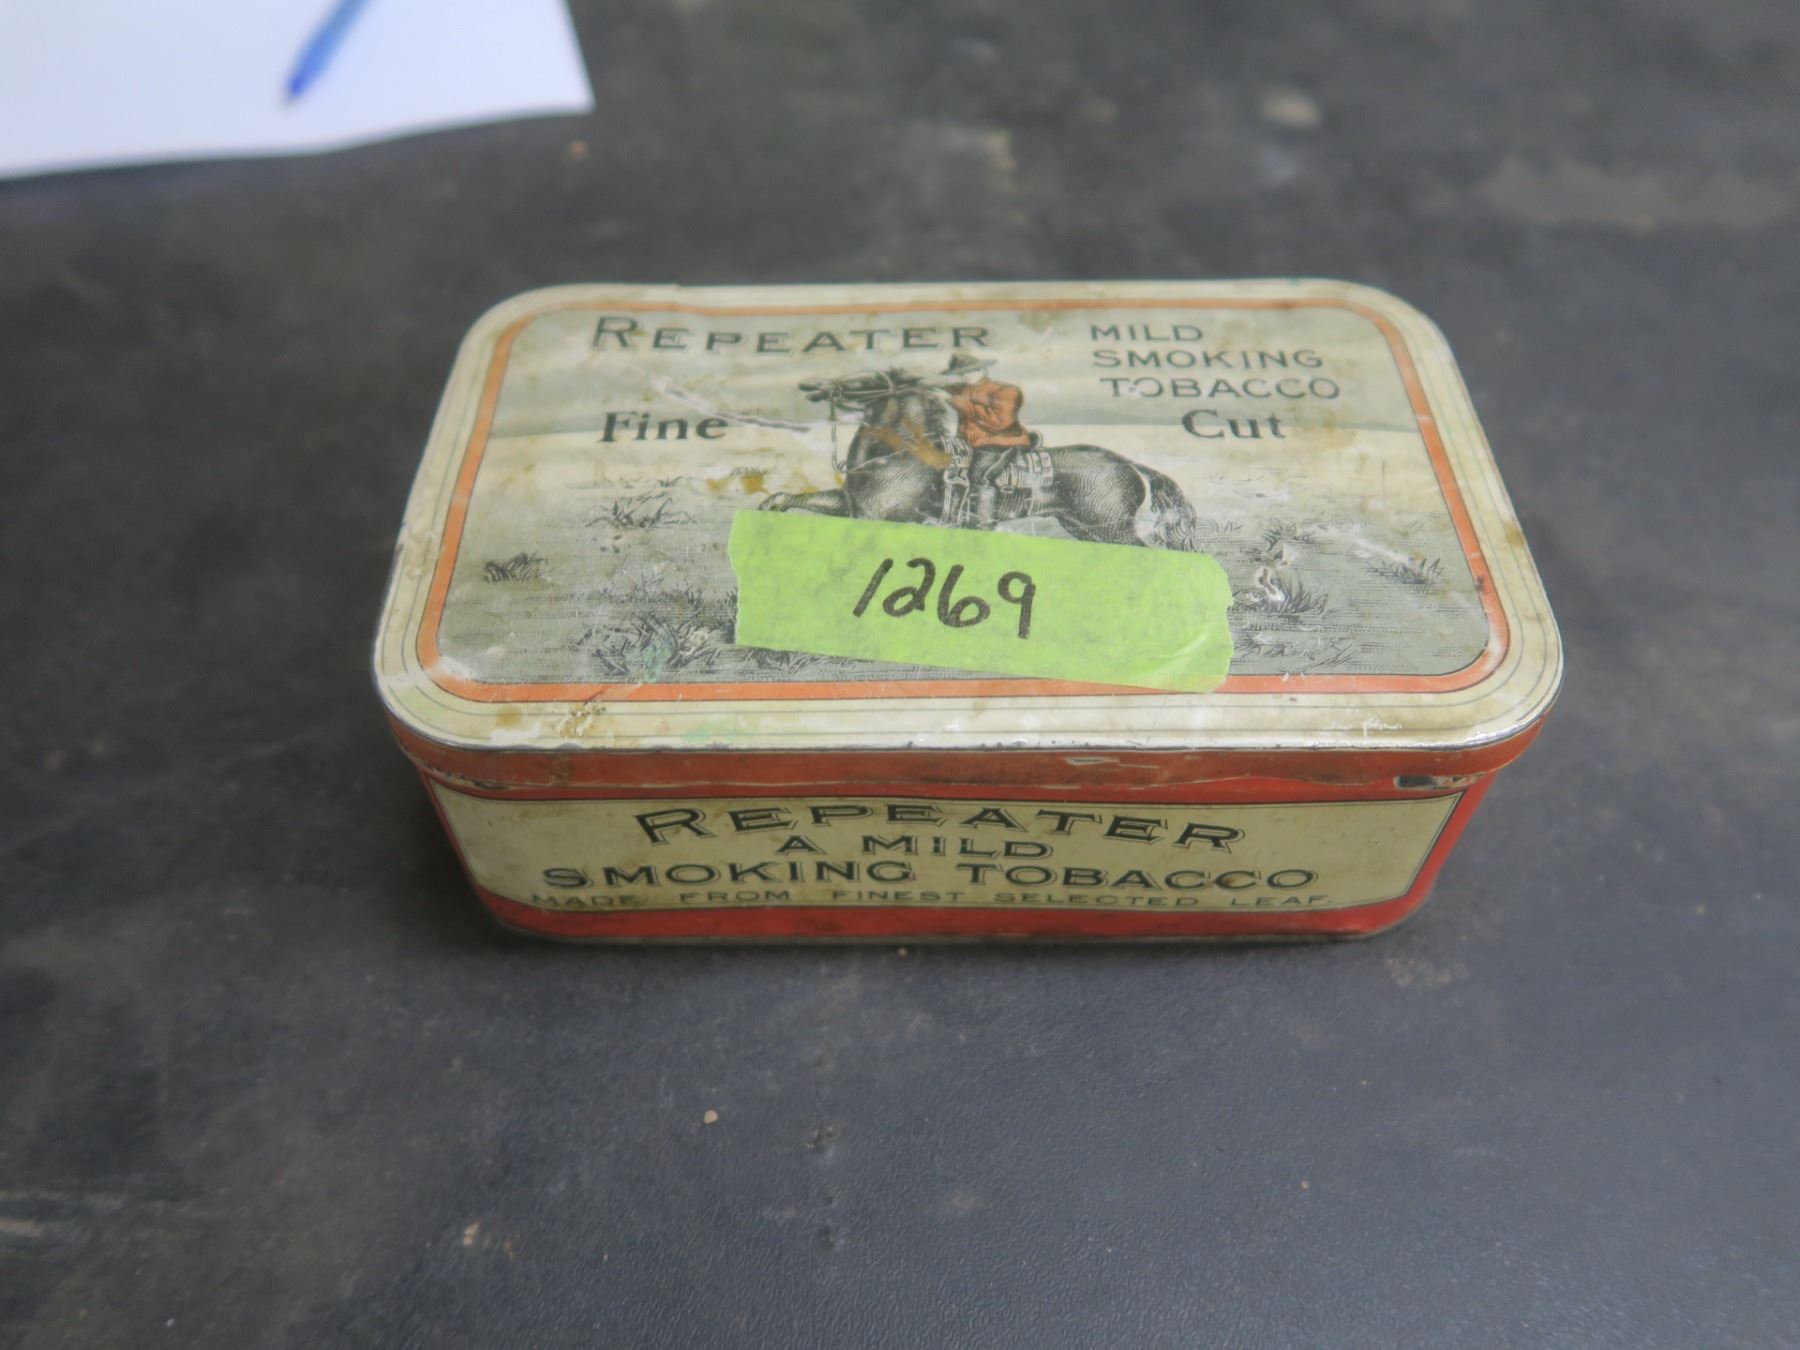 REPEATER
MILD
SMOKING
TOBACCO
Fine Cut
1269
REPEATER
A MILD
SMOKING TOBACCO
MADE FROM FINEST SELECTED LEAF.